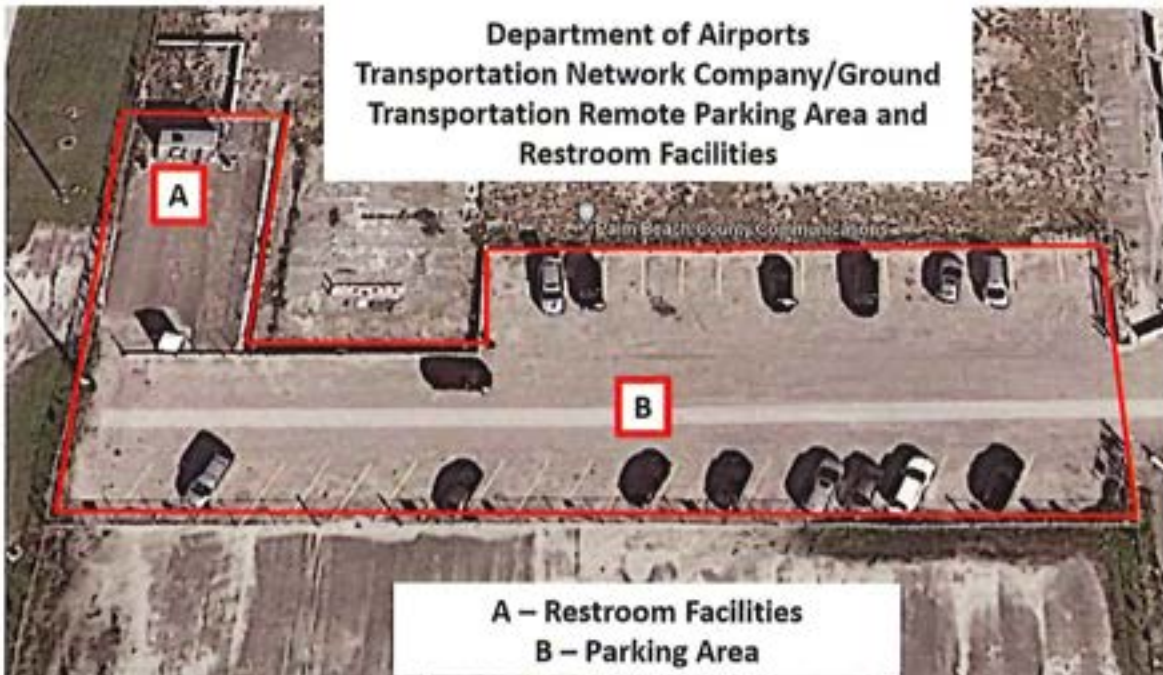 Department of Airports
Transportation Network Company/Ground
Transportation Remote Parking Area and
Restroom Facilities
A
Palm Beach County Communications
B
A – Restroom Facilities
B – Parking Area